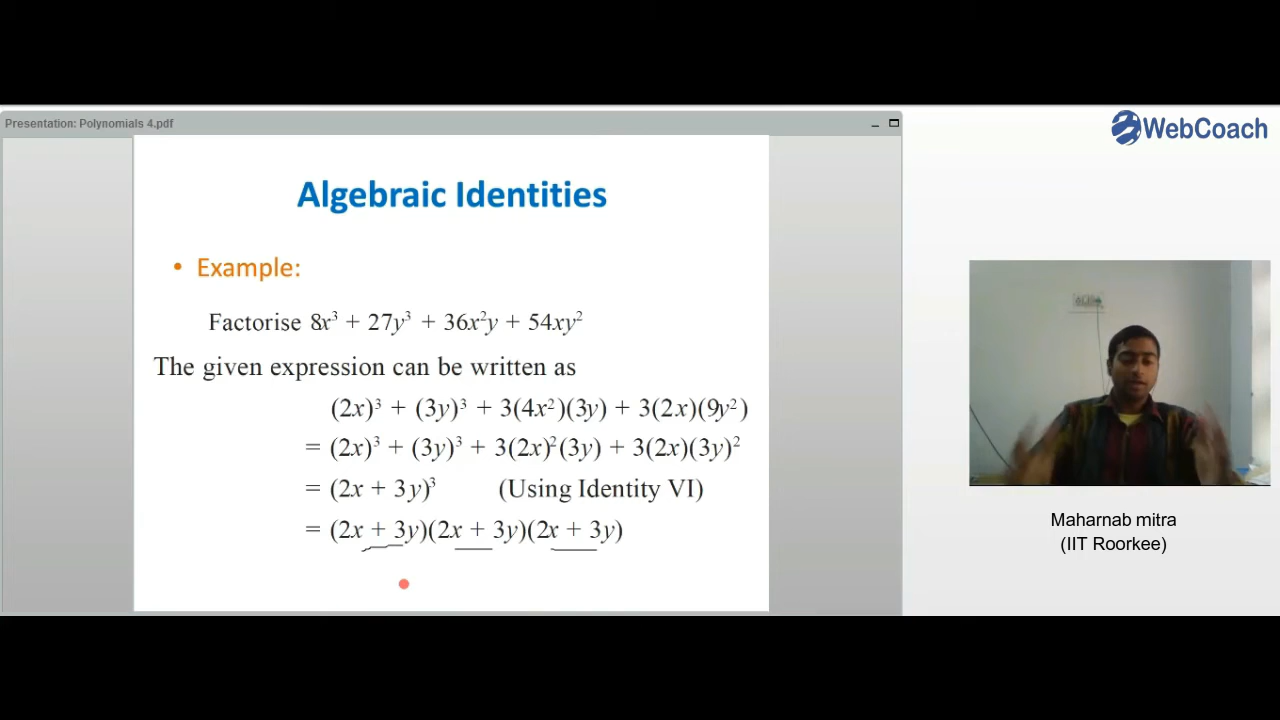 Presentation: Polynomials 4.pdf
WebCoach
Algebraic Identities
• Example:
Factorise 8x³ + 27y³ + 36x²y + 54xy²
The given expression can be written as
(2x)³ + (3y)³ + 3(4x²)(3y) + 3(2x)(9y²)
= (2x)³ + (3y)³ + 3(2x)²(3y) + 3(2x)(3y)²
= (2x + 3y)³ (Using Identity VI)
= (2x + 3y)(2x + 3y)(2x + 3y)
Maharnab mitra
(IIT Roorkee)